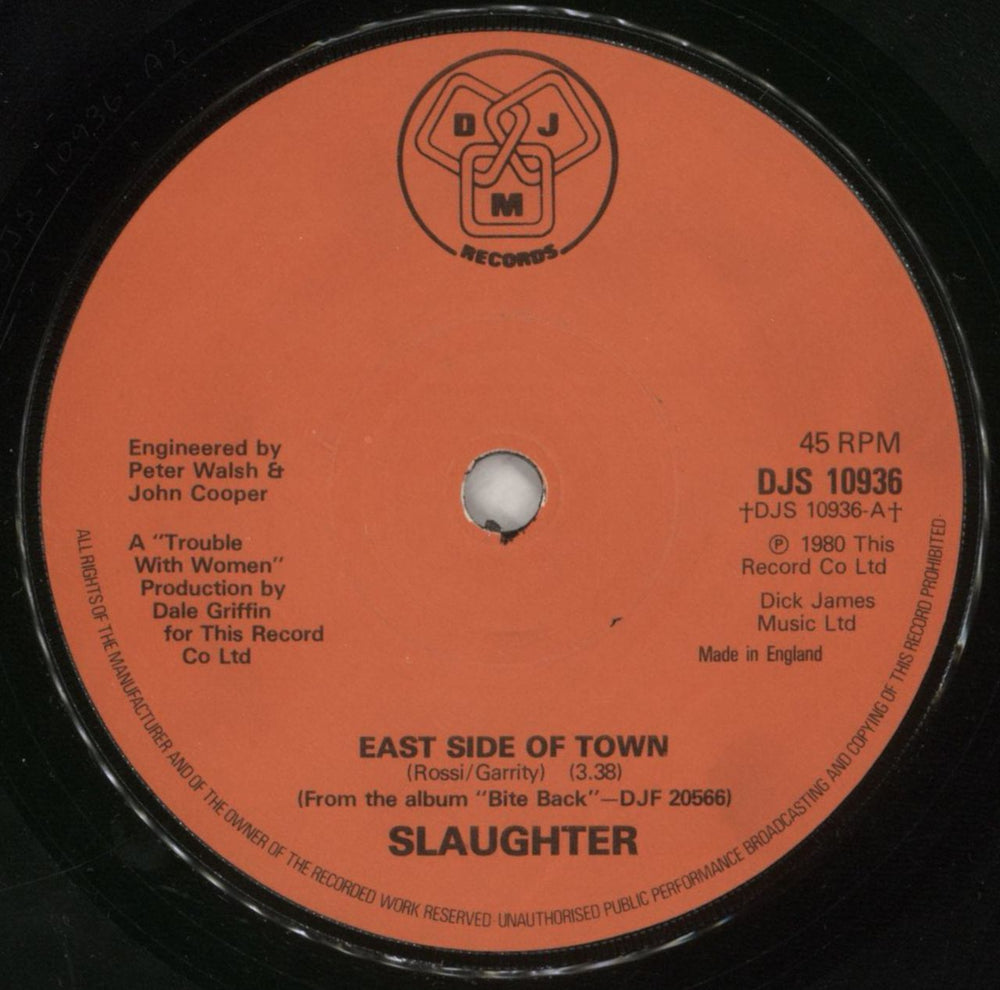 D J
M
RECORDS
Engineered by
Peter Walsh &
John Cooper
A "Trouble
With Women"
Production by
Dale Griffin
for This Record
Co Ltd
45 RPM
DJS 10936
†DJS 10936-A†
℗ 1980 This
Record Co Ltd
Dick James
Music Ltd
Made in England
EAST SIDE OF TOWN
(Rossi/Garrity) (3.38)
(From the album "Bite Back"—DJF 20566)
SLAUGHTER
ALL RIGHTS OF THE MANUFACTURER AND OF THE OWNER OF THE RECORDED WORK RESERVED UNAUTHORISED PUBLIC PERFORMANCE BROADCASTING AND COPYING OF THIS RECORD PROHIBITED·
DJS-10936-A2